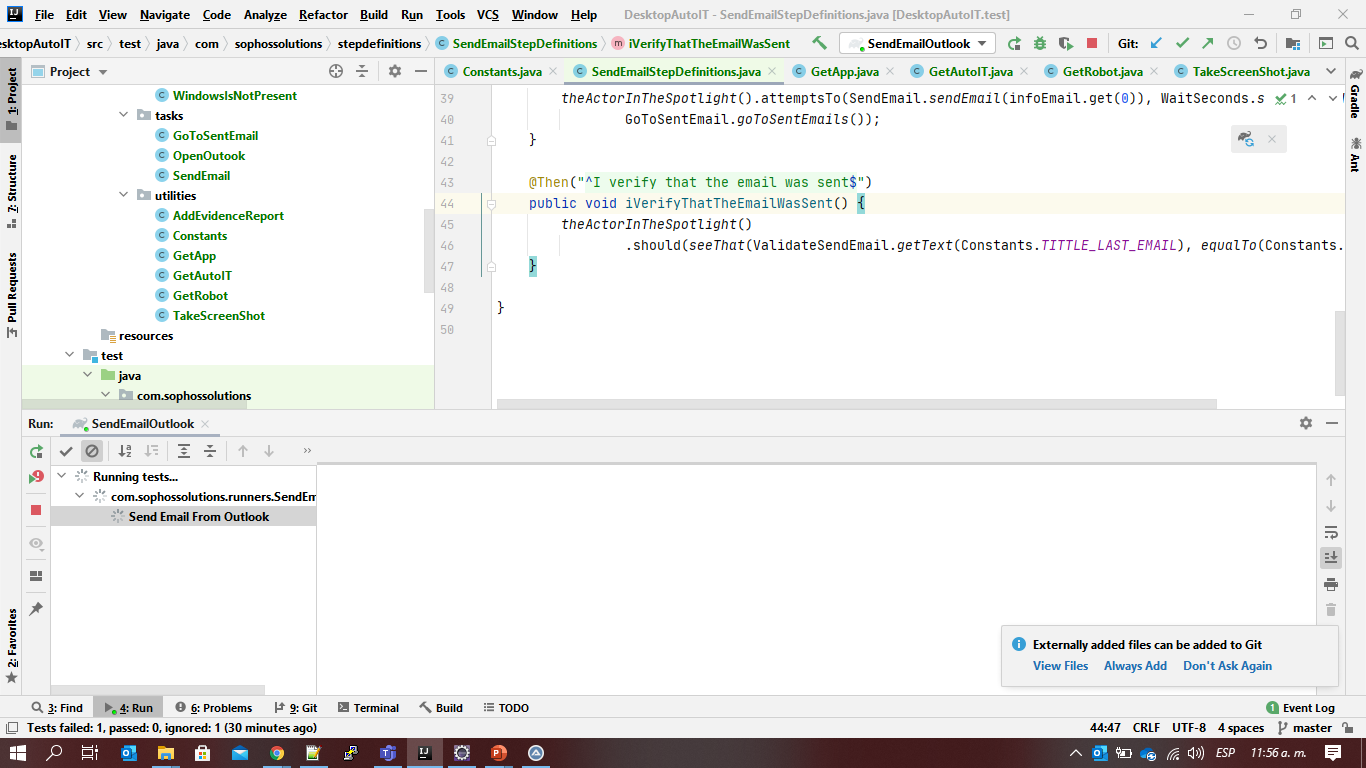 File Edit View Navigate Code Analyze Refactor Build Run Tools VCS Window Help DesktopAutoIT - SendEmailStepDefinitions.java [DesktopAutoIT.test]
sktopAutoIT src test java com sophossolutions stepdefinitions SendEmailStepDefinitions iVerifyThatTheEmailWasSent SendEmailOutlook Git:
1: Project
Project
Constants.java SendEmailStepDefinitions.java GetApp.java GetAutoIT.java GetRobot.java TakeScreenShot.java
WindowsIsNotPresent
tasks
GoToSentEmail
OpenOutook
SendEmail
utilities
AddEvidenceReport
Constants
GetApp
GetAutoIT
GetRobot
TakeScreenShot
resources
test
java
com.sophossolutions
7: Structure
Pull Requests
2: Favorites
39 theActorInTheSpotlight().attemptsTo(SendEmail.sendEmail(infoEmail.get(0)), WaitSeconds.s 1
40 GoToSentEmail.goToSentEmails());
41 }
42
43 @Then("^I verify that the email was sent$")
44 public void iVerifyThatTheEmailWasSent() {
45 theActorInTheSpotlight()
46 .should(seeThat(ValidateSendEmail.getText(Constants.TITTLE_LAST_EMAIL), equalTo(Constants.
47 }
48
49 }
50
Gradle
Ant
Run: SendEmailOutlook
Running tests...
com.sophossolutions.runners.SendEm
Send Email From Outlook
Externally added files can be added to Git
View Files Always Add Don't Ask Again
3: Find 4: Run 6: Problems 9: Git Terminal Build TODO 1 Event Log
Tests failed: 1, passed: 0, ignored: 1 (30 minutes ago) 44:47 CRLF UTF-8 4 spaces master
ESP 11:56 a. m.